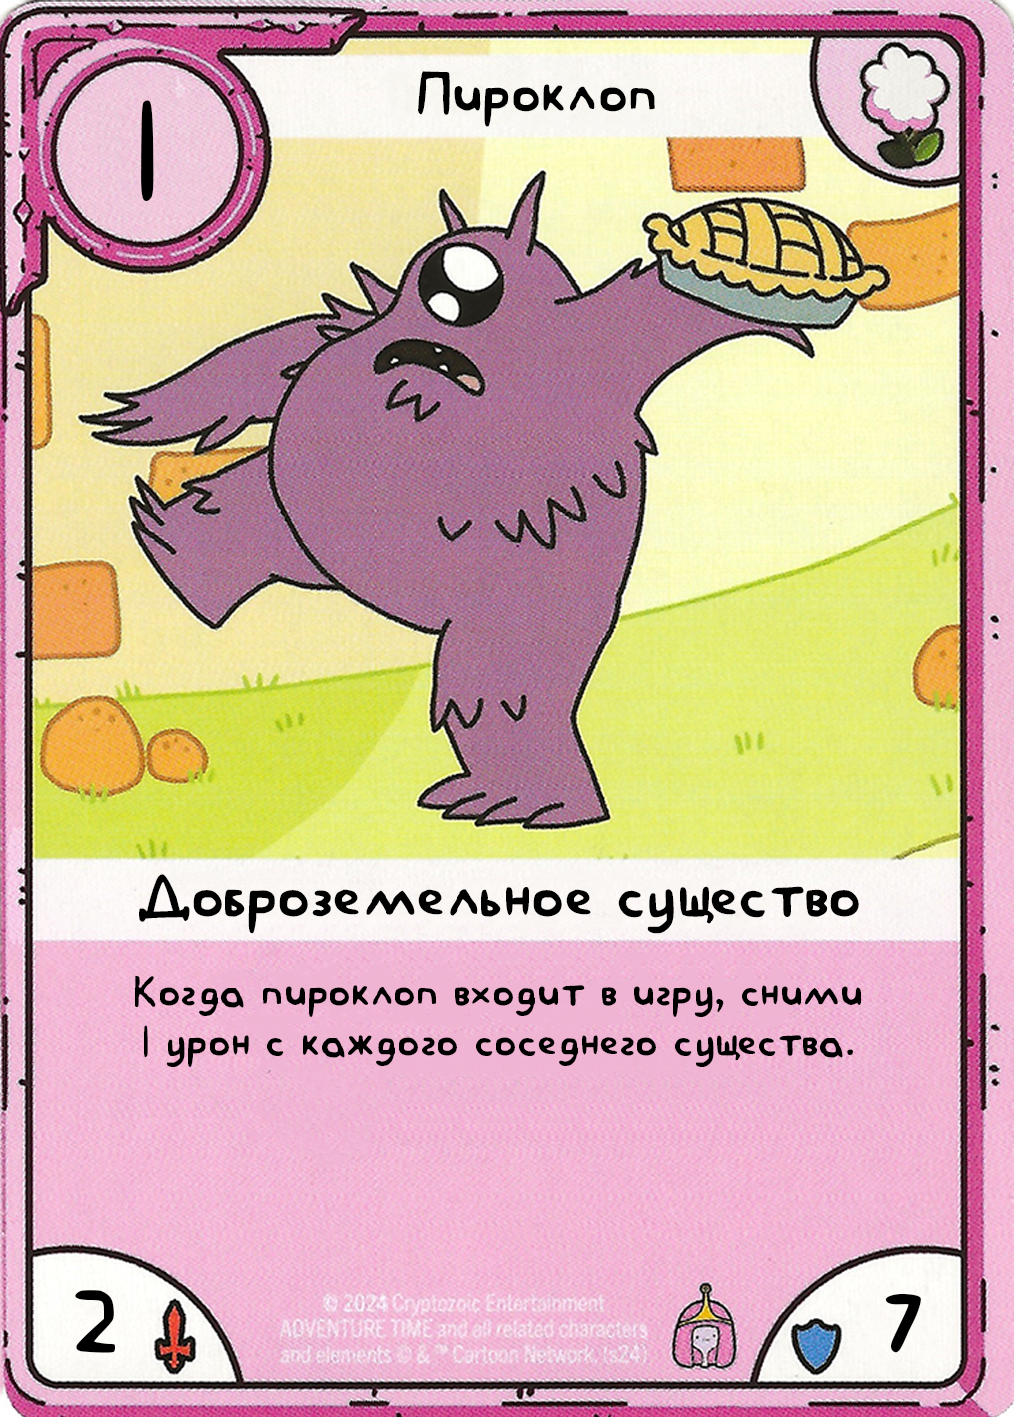 1
Пироклоп
Доброземельное существо
Когда пироклоп входит в игру, сними
1 урон с каждого соседнего существа.
2
© 2024 Cryptozoic Entertainment
ADVENTURE TIME and all related characters
and elements © & ™ Cartoon Network. (s24)
7